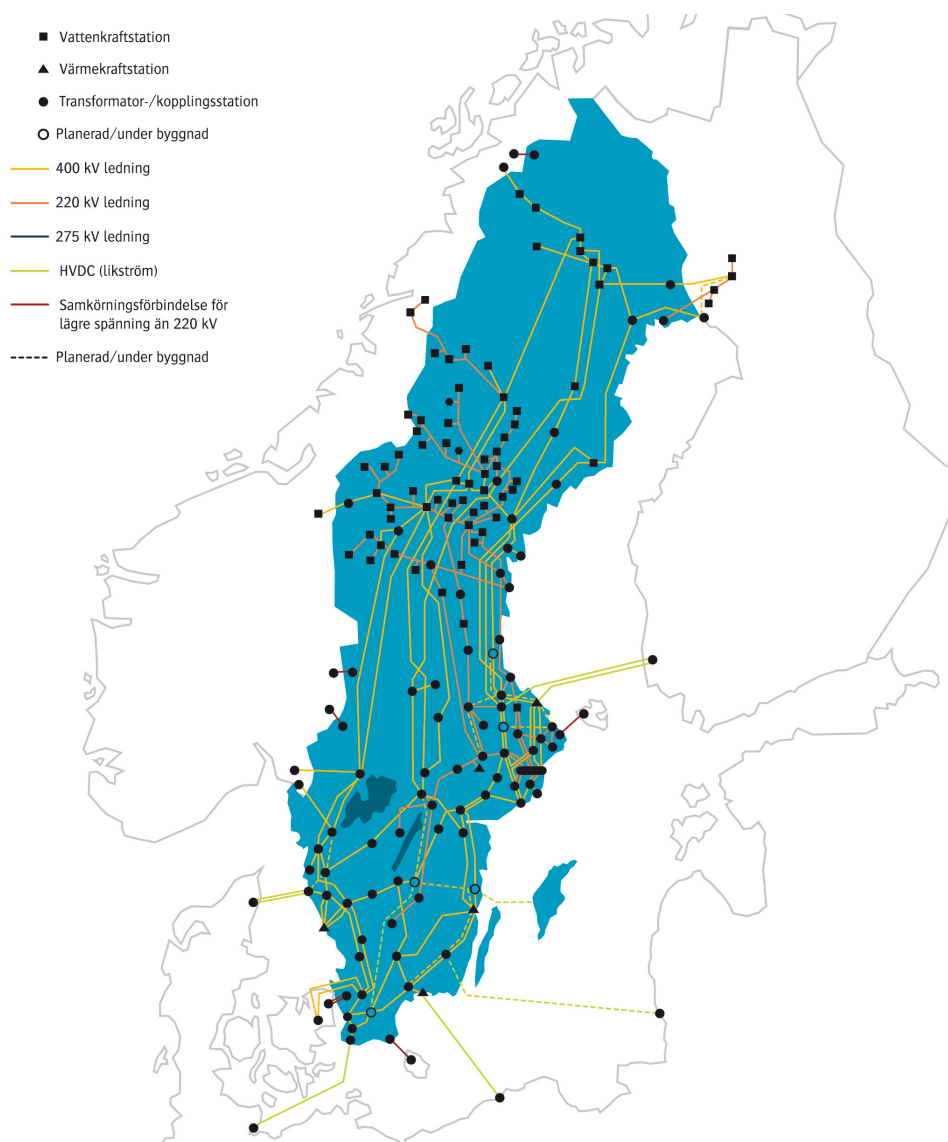 Vattenkraftstation
Värmekraftstation
Transformator-/kopplingsstation
Planerad/under byggnad
400 kV ledning
220 kV ledning
275 kV ledning
HVDC (likström)
Samkörningsförbindelse för
lägre spänning än 220 kV
Planerad/under byggnad